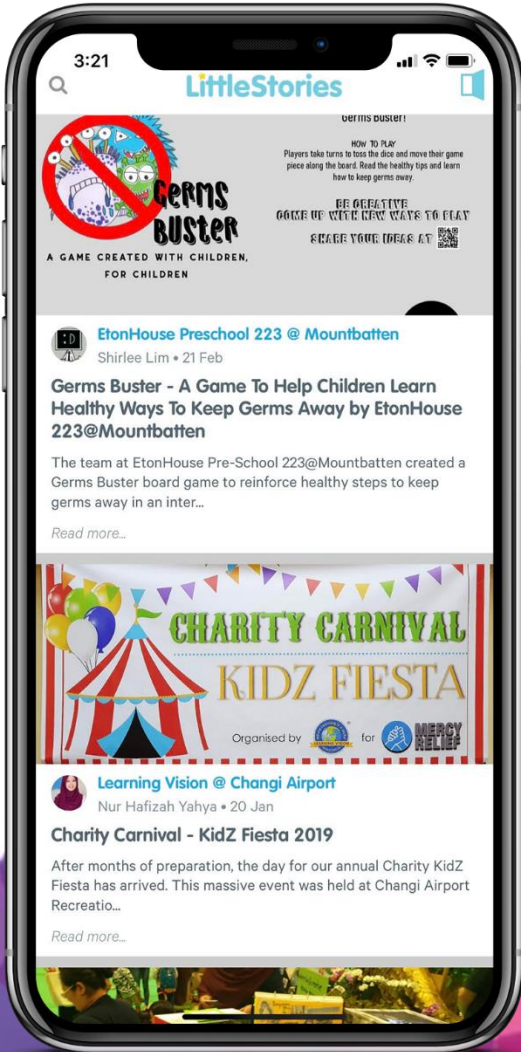 3:21
LittleStories
Germs Buster!
HOW TO PLAY
Players take turns to toss the dice and move their game
piece along the board. Read the healthy tips and learn
how to keep germs away.
GERMS
BUSTER
BE CREATIVE
COME UP WITH NEW WAYS TO PLAY
SHARE YOUR IDEAS AT
A GAME CREATED WITH CHILDREN,
FOR CHILDREN
EtonHouse Preschool 223 @ Mountbatten
Shirlee Lim • 21 Feb
Germs Buster - A Game To Help Children Learn
Healthy Ways To Keep Germs Away by EtonHouse
223@Mountbatten
The team at EtonHouse Pre-School 223@Mountbatten created a
Germs Buster board game to reinforce healthy steps to keep
germs away in an inter...
Read more...
CHARITY CARNIVAL
KIDZ FIESTA
Organised by for MERCY
RELIEF
Learning Vision @ Changi Airport
Nur Hafizah Yahya • 20 Jan
Charity Carnival - KidZ Fiesta 2019
After months of preparation, the day for our annual Charity KidZ
Fiesta has arrived. This massive event was held at Changi Airport
Recreatio...
Read more...